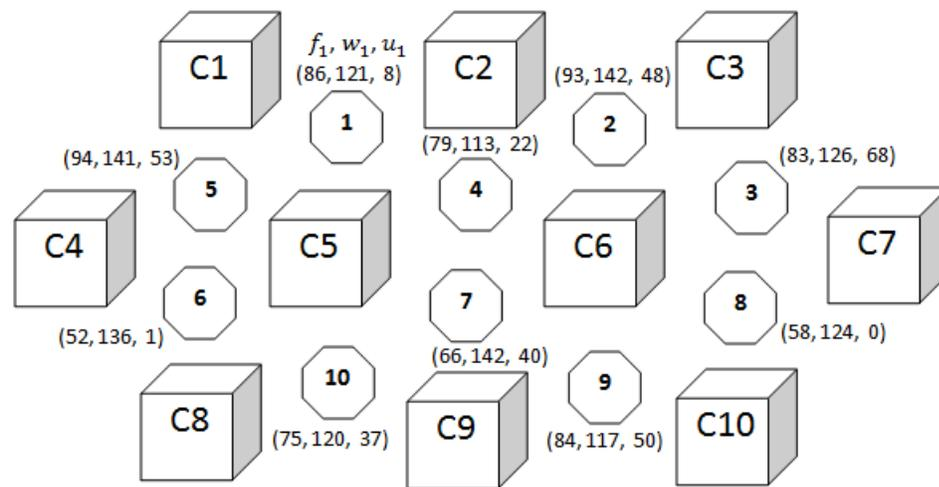 f₁, w₁, u₁
C1
(86, 121, 8)
C2
(93, 142, 48)
C3
1
2
(79, 113, 22)
(94, 141, 53)
(83, 126, 68)
5
4
3
C4
C5
C6
C7
6
7
8
(52, 136, 1)
(66, 142, 40)
(58, 124, 0)
10
9
C8
C9
C10
(75, 120, 37)
(84, 117, 50)